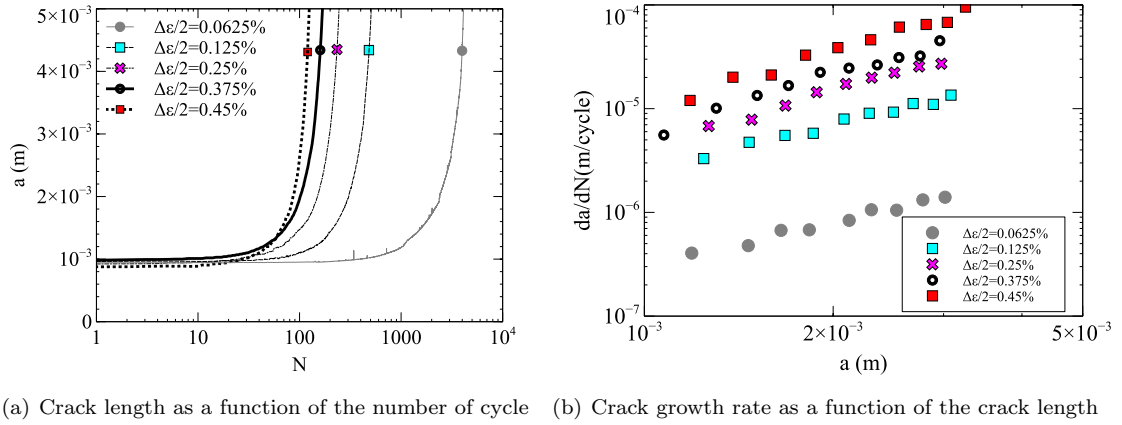 5×10⁻³
4×10⁻³
3×10⁻³
2×10⁻³
10⁻³
0
a (m)
Δε/2=0.0625%
Δε/2=0.125%
Δε/2=0.25%
Δε/2=0.375%
Δε/2=0.45%
1 10 100 1000 10⁴
N
(a) Crack length as a function of the number of cycle
10⁻⁴
10⁻⁵
10⁻⁶
10⁻⁷
da/dN(m/cycle)
Δε/2=0.0625%
Δε/2=0.125%
Δε/2=0.25%
Δε/2=0.375%
Δε/2=0.45%
10⁻³ 2×10⁻³ 5×10⁻³
a (m)
(b) Crack growth rate as a function of the crack length